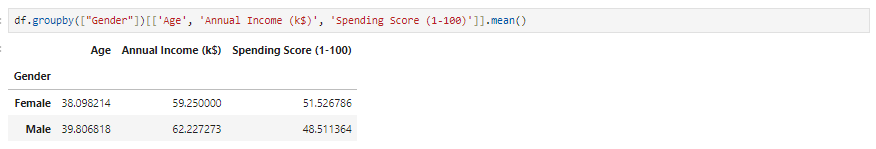 df.groupby(["Gender"])[['Age', 'Annual Income (k$)', 'Spending Score (1-100)']].mean()
Age Annual Income (k$) Spending Score (1-100)
Gender
Female 38.098214 59.250000 51.526786
Male 39.806818 62.227273 48.511364